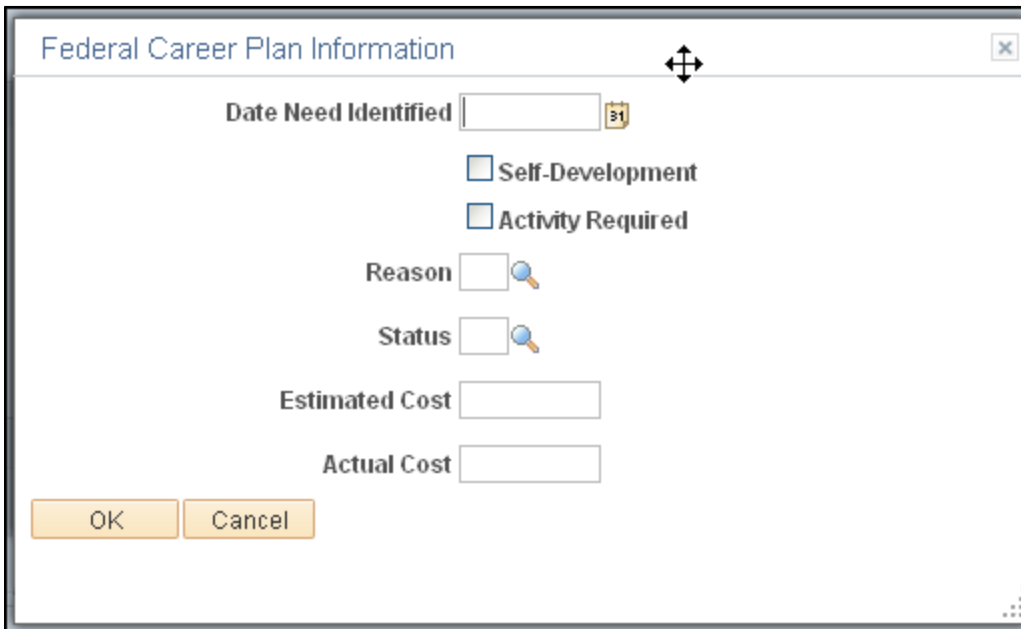 Federal Career Plan Information
Date Need Identified 31
Self-Development
Activity Required
Reason
Status
Estimated Cost
Actual Cost
OK Cancel